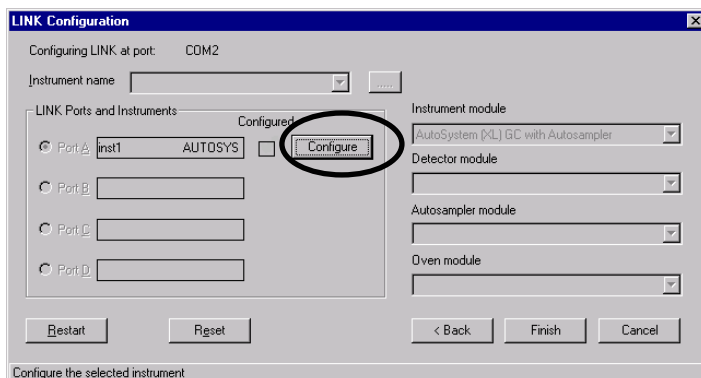 LINK Configuration
Configuring LINK at port: COM2
Instrument name
.....
LINK Ports and Instruments
Configured
Port A inst1 AUTOSYS Configure
Port B
Port C
Port D
Instrument module
AutoSystem (XL) GC with Autosampler
Detector module
Autosampler module
Oven module
Restart Reset < Back Finish Cancel
Configure the selected instrument